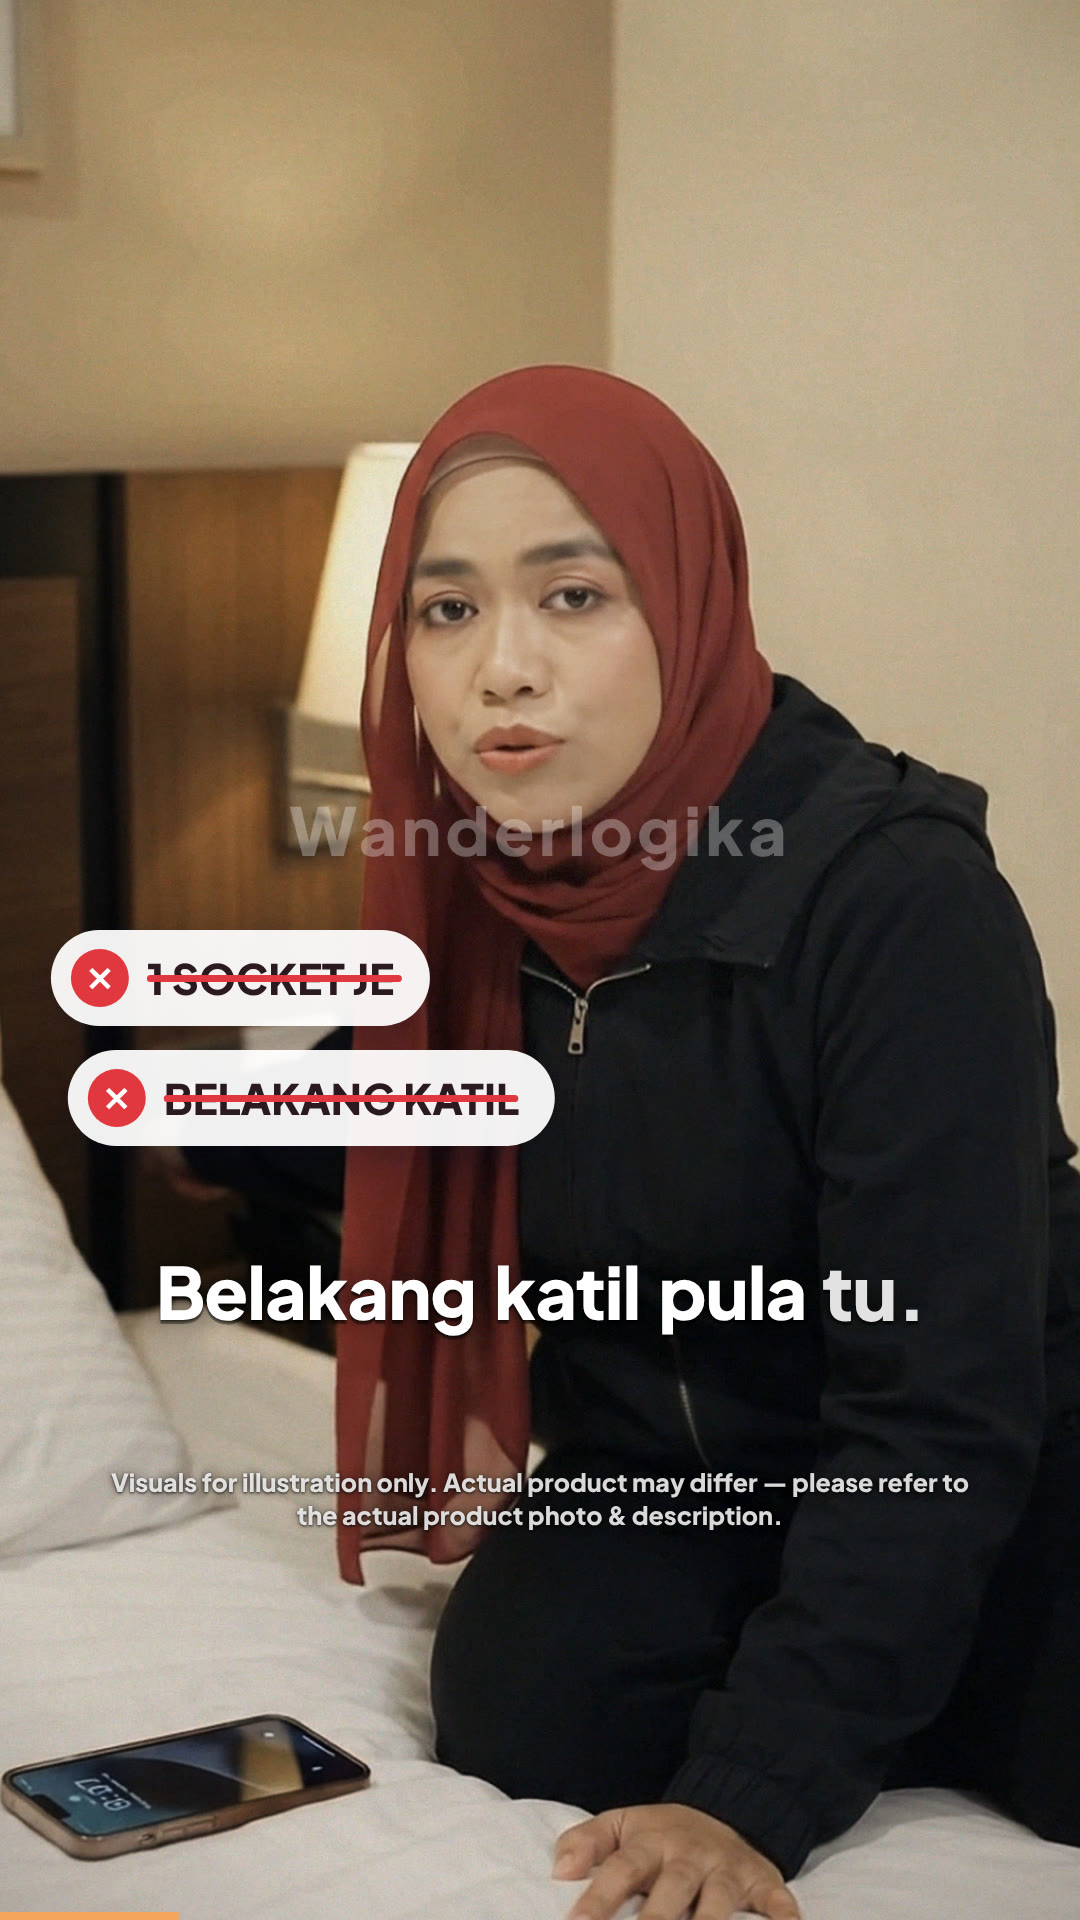 Wanderlogika
1 SOCKET JE
BELAKANG KATIL
Belakang katil pula tu.
Visuals for illustration only. Actual product may differ — please refer to
the actual product photo & description.